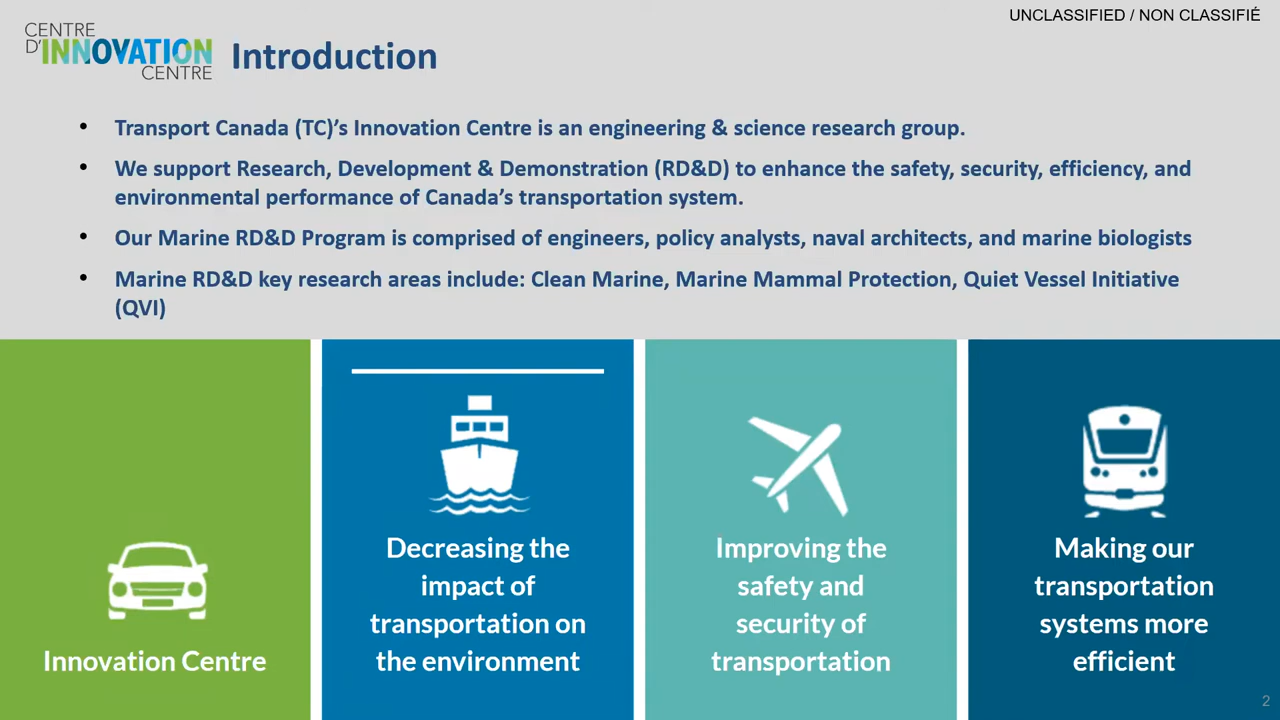 UNCLASSIFIED / NON CLASSIFIÉ
CENTRE
D'INNOVATION
CENTRE
Introduction
• Transport Canada (TC)’s Innovation Centre is an engineering & science research group.
• We support Research, Development & Demonstration (RD&D) to enhance the safety, security, efficiency, and
environmental performance of Canada’s transportation system.
• Our Marine RD&D Program is comprised of engineers, policy analysts, naval architects, and marine biologists
• Marine RD&D key research areas include: Clean Marine, Marine Mammal Protection, Quiet Vessel Initiative
(QVI)
Innovation Centre
Decreasing the
impact of
transportation on
the environment
Improving the
safety and
security of
transportation
Making our
transportation
systems more
efficient
2